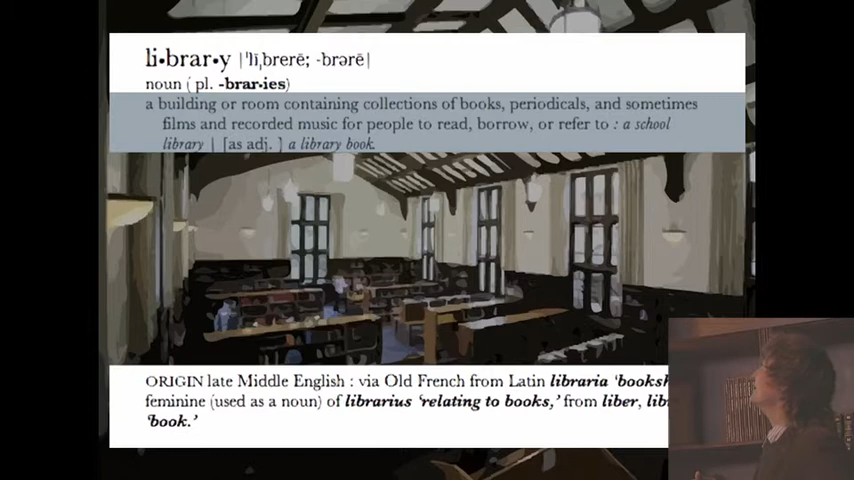 li•brar•y |ˈlīˌbrerē; -brərē|
noun ( pl. -brar·ies)
a building or room containing collections of books, periodicals, and sometimes
films and recorded music for people to read, borrow, or refer to : a school
library | [as adj. ] a library book.
ORIGIN late Middle English : via Old French from Latin libraria ‘booksh
feminine (used as a noun) of librarius ‘relating to books,’ from liber, lib
‘book.’